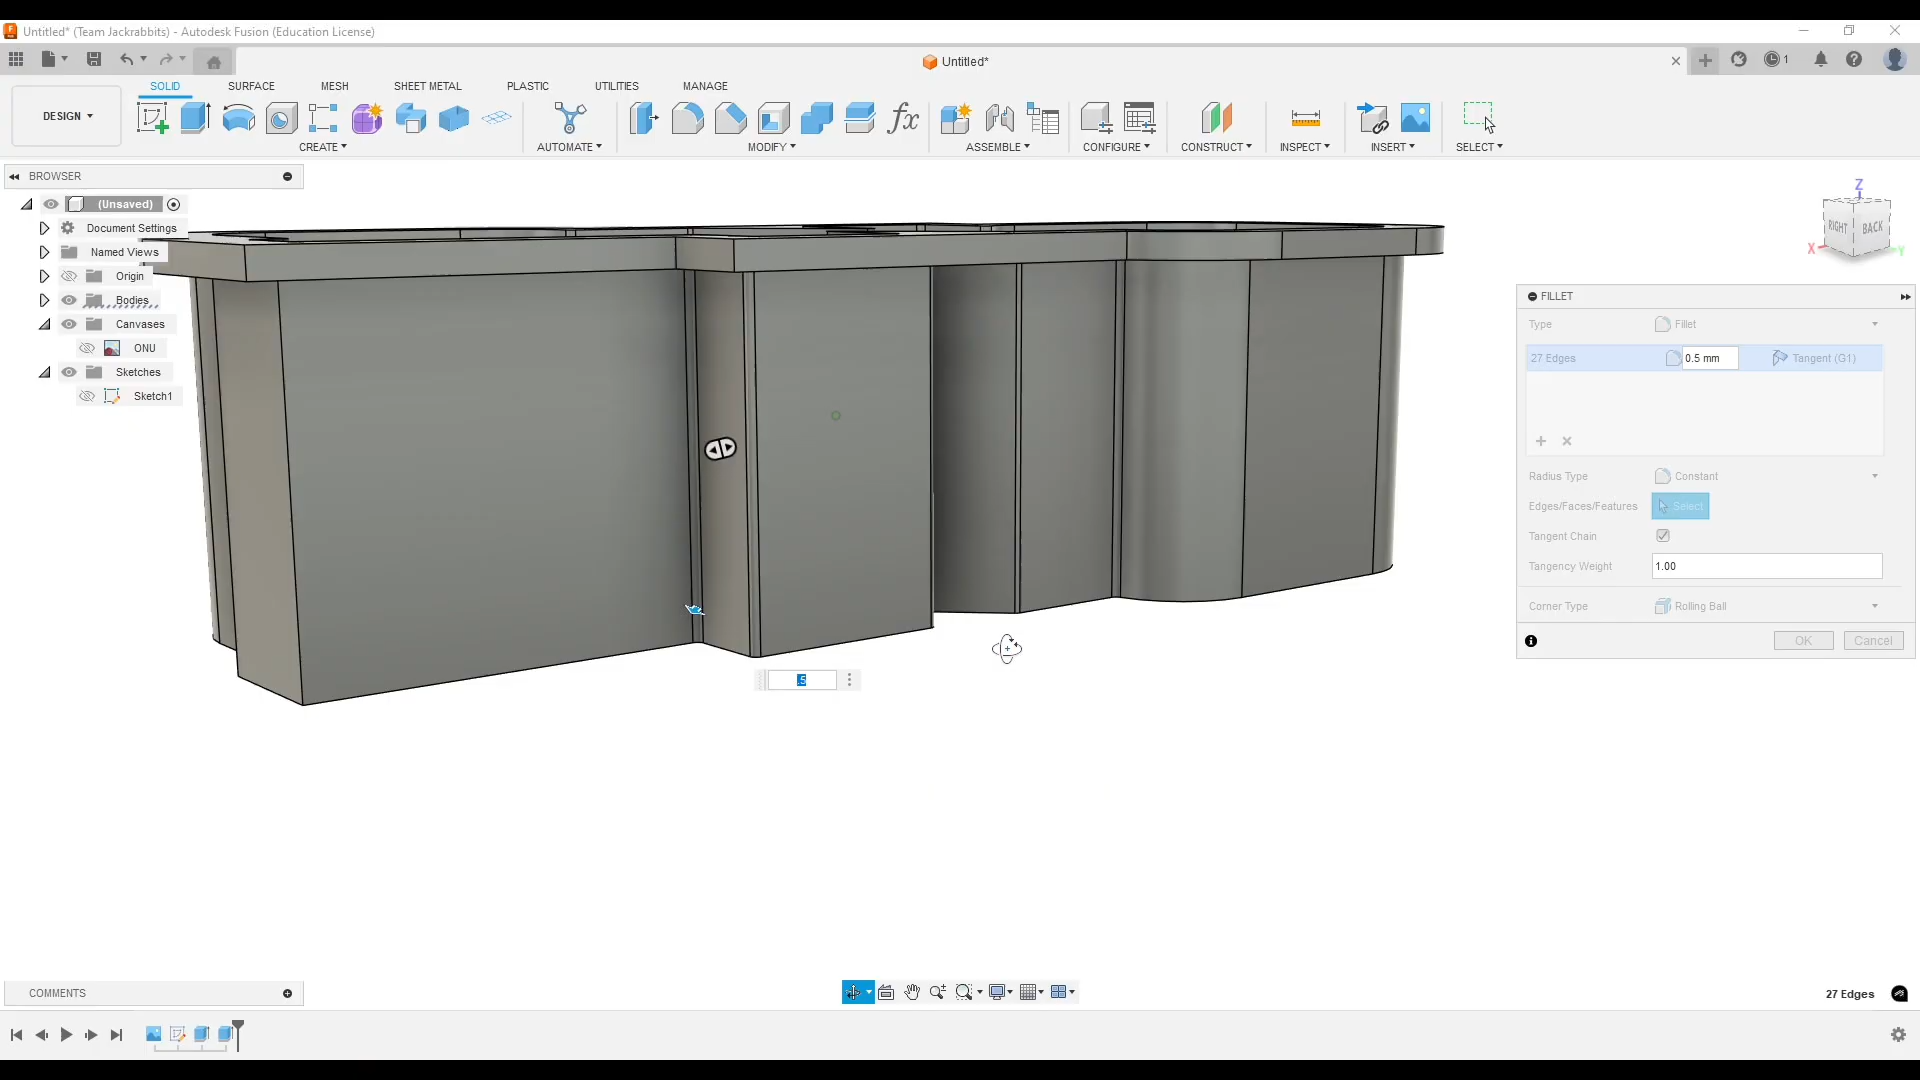 Untitled* (Team Jackrabbits) - Autodesk Fusion (Education License)
Untitled*
1
SOLID SURFACE MESH SHEET METAL PLASTIC UTILITIES MANAGE
DESIGN
fx
CREATE AUTOMATE MODIFY ASSEMBLE CONFIGURE CONSTRUCT INSPECT INSERT SELECT
BROWSER
(Unsaved)
Document Settings
Named Views
Origin
Bodies
Canvases
ONU
Sketches
Sketch1
Z
RIGHT BACK
X Y
FILLET
Type Fillet
27 Edges 0.5 mm Tangent (G1)
Radius Type Constant
Edges/Faces/Features Select
Tangent Chain
Tangency Weight 1.00
Corner Type Rolling Ball
OK Cancel
.5
COMMENTS
27 Edges